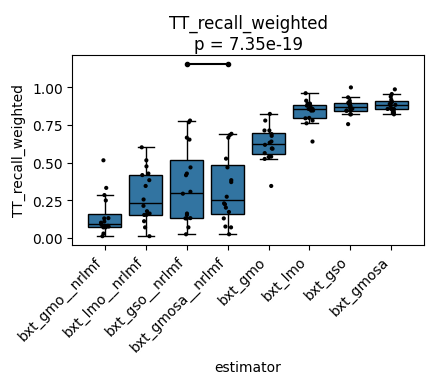 TT_recall_weighted
p = 7.35e-19
TT_recall_weighted
1.00
0.75
0.50
0.25
0.00
bxt_gmo__nrlmf
bxt_lmo__nrlmf
bxt_gso__nrlmf
bxt_gmosa__nrlmf
bxt_gmo
bxt_lmo
bxt_gso
bxt_gmosa
estimator